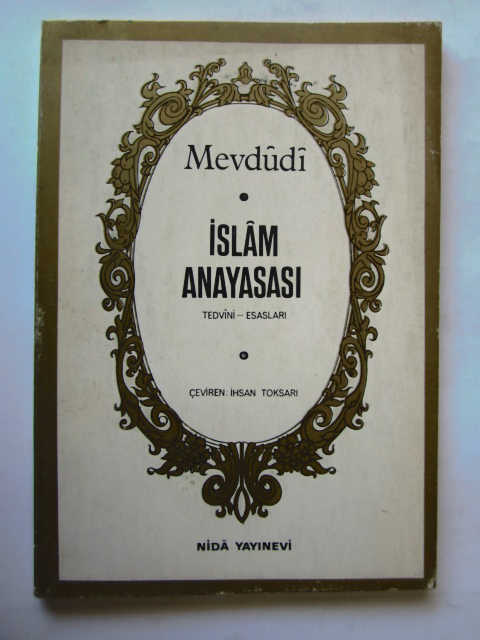 Mevdûdî
İSLÂM
ANAYASASI
TEDVÎNİ – ESASLARI
ÇEVİREN: İHSAN TOKSARI
NİDÂ YAYINEVİ